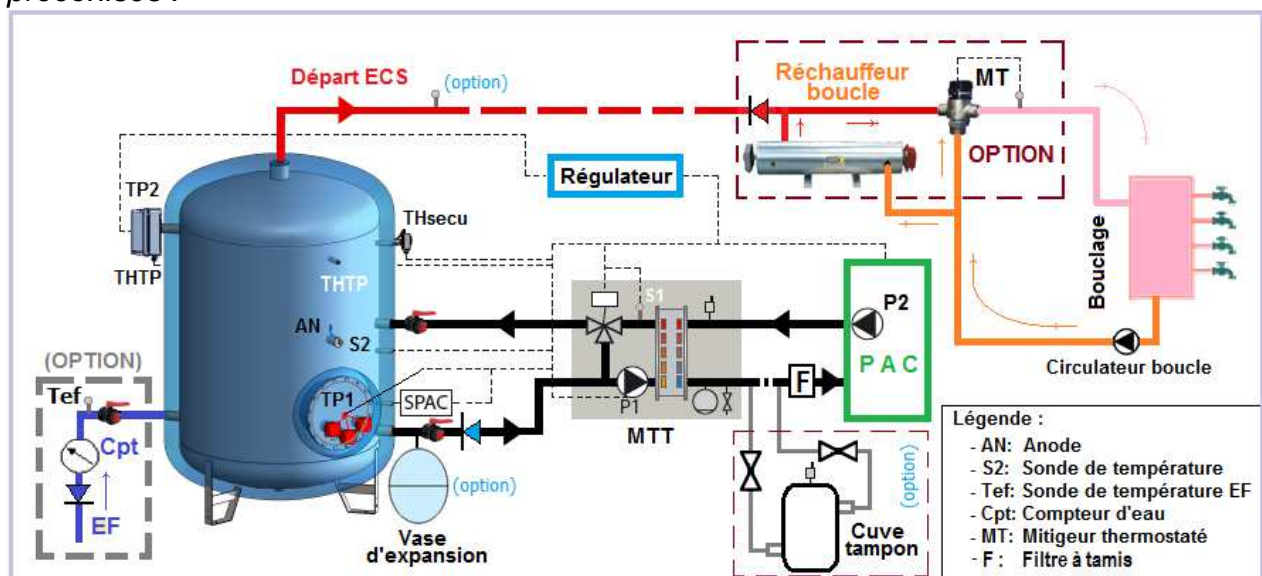 préconisée :
Départ ECS
(option)
Réchauffeur
boucle
MT
OPTION
Régulateur
TP2
THsecu
THTP
THTP
S1
Bouclage
P2
AN
S2
PAC
Circulateur boucle
(OPTION)
Tef
TP1
SPAC
P1
F
MTT
Cpt
EF
(option)
Vase
d'expansion
(option)
Cuve
tampon
Légende :
- AN: Anode
- S2: Sonde de température
- Tef: Sonde de température EF
- Cpt: Compteur d'eau
- MT: Mitigeur thermostaté
- F : Filtre à tamis